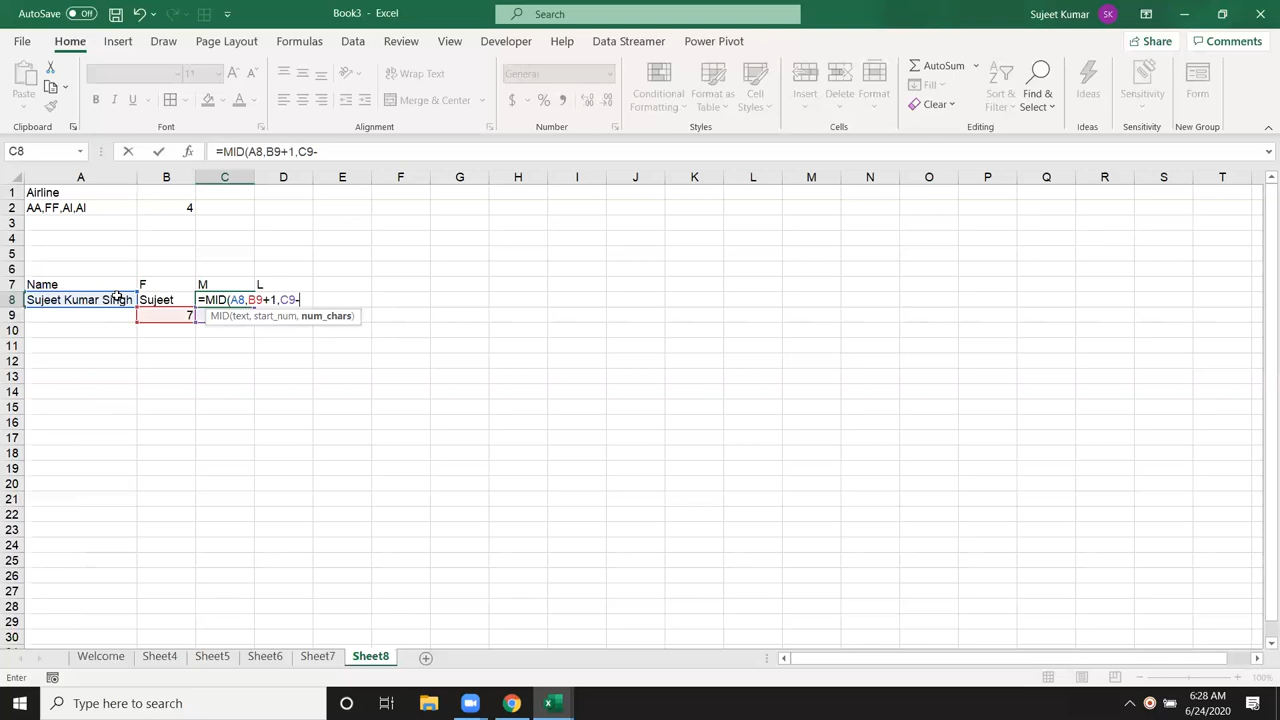 AutoSave Off Book3 - Excel Search Sujeet Kumar SK
File Home Insert Draw Page Layout Formulas Data Review View Developer Help Data Streamer Power Pivot Share Comments
Paste 11 Wrap Text General Conditional Formatting Format as Table Cell Styles Insert Delete Format AutoSum Sort & Filter Find & Select Ideas Sensitivity Form
B I U Merge & Center $ % Fill Clear
Clipboard Font Alignment Number Styles Cells Editing Ideas Sensitivity New Group
C8 fx =MID(A8,B9+1,C9-
A B C D E F G H I J K L M N O P Q R S T
1 Airline
2 AA,FF,AI,AI 4
3
4
5
6
7 Name F M L
8 Sujeet Kumar Singh Sujeet =MID(A8,B9+1,C9-
9 7 MID(text, start_num, num_chars)
10
11
12
13
14
15
16
17
18
19
20
21
22
23
24
25
26
27
28
29
30
Welcome Sheet4 Sheet5 Sheet6 Sheet7 Sheet8
Enter 100%
Type here to search 6:28 AM
6/24/2020